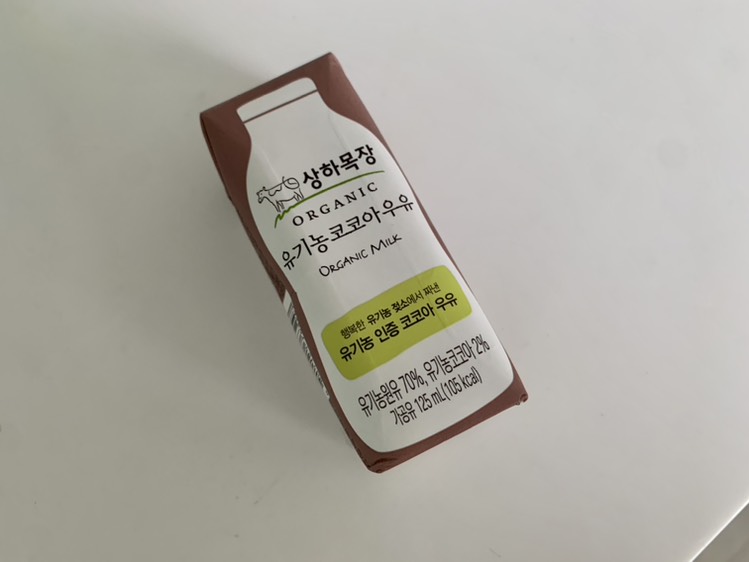 상하목장
ORGANIC
유기농코코아우유
ORGANIC MILK
행복한 유기농 젖소에서 짜낸
유기농 인증 코코아 우유
유기농원유 70%, 유기농코코아 2%
가공유 125 mL (105 kcal)